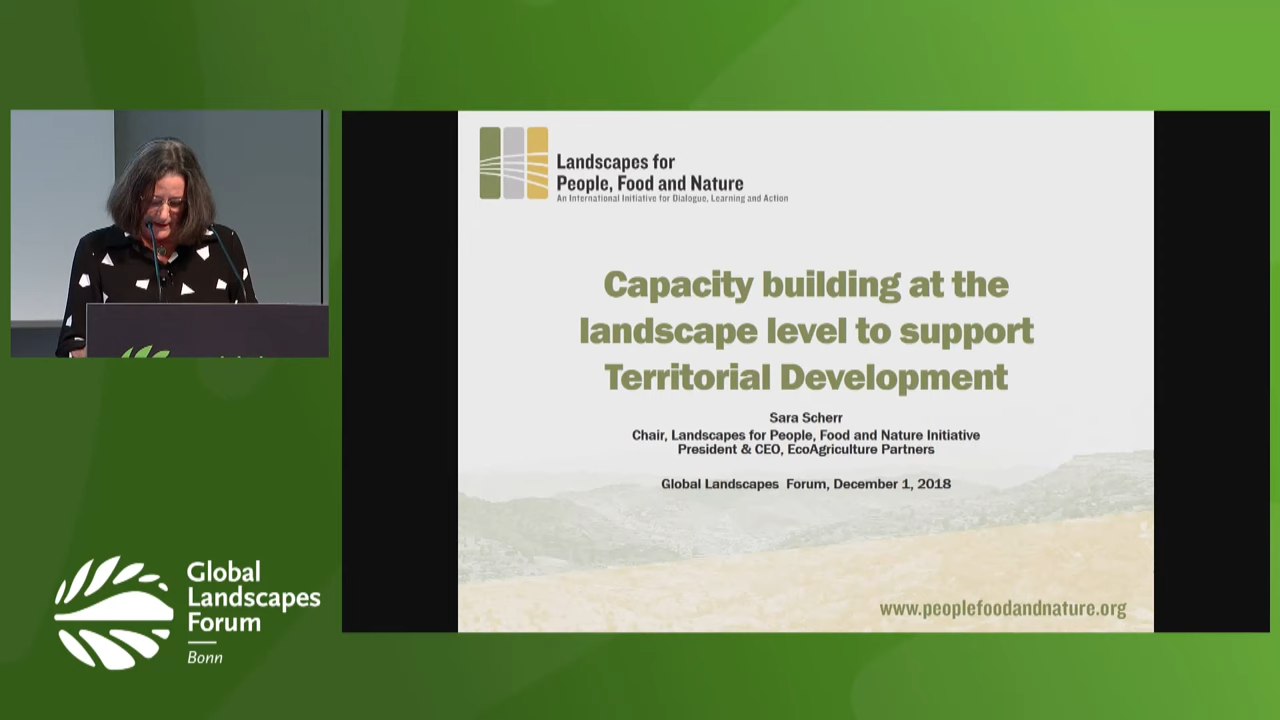 Landscapes for
People, Food and Nature
An International Initiative for Dialogue, Learning and Action
Capacity building at the
landscape level to support
Territorial Development
Sara Scherr
Chair, Landscapes for People, Food and Nature Initiative
President & CEO, EcoAgriculture Partners
Global Landscapes Forum, December 1, 2018
www.peoplefoodandnature.org
Global
Landscapes
Forum
Bonn